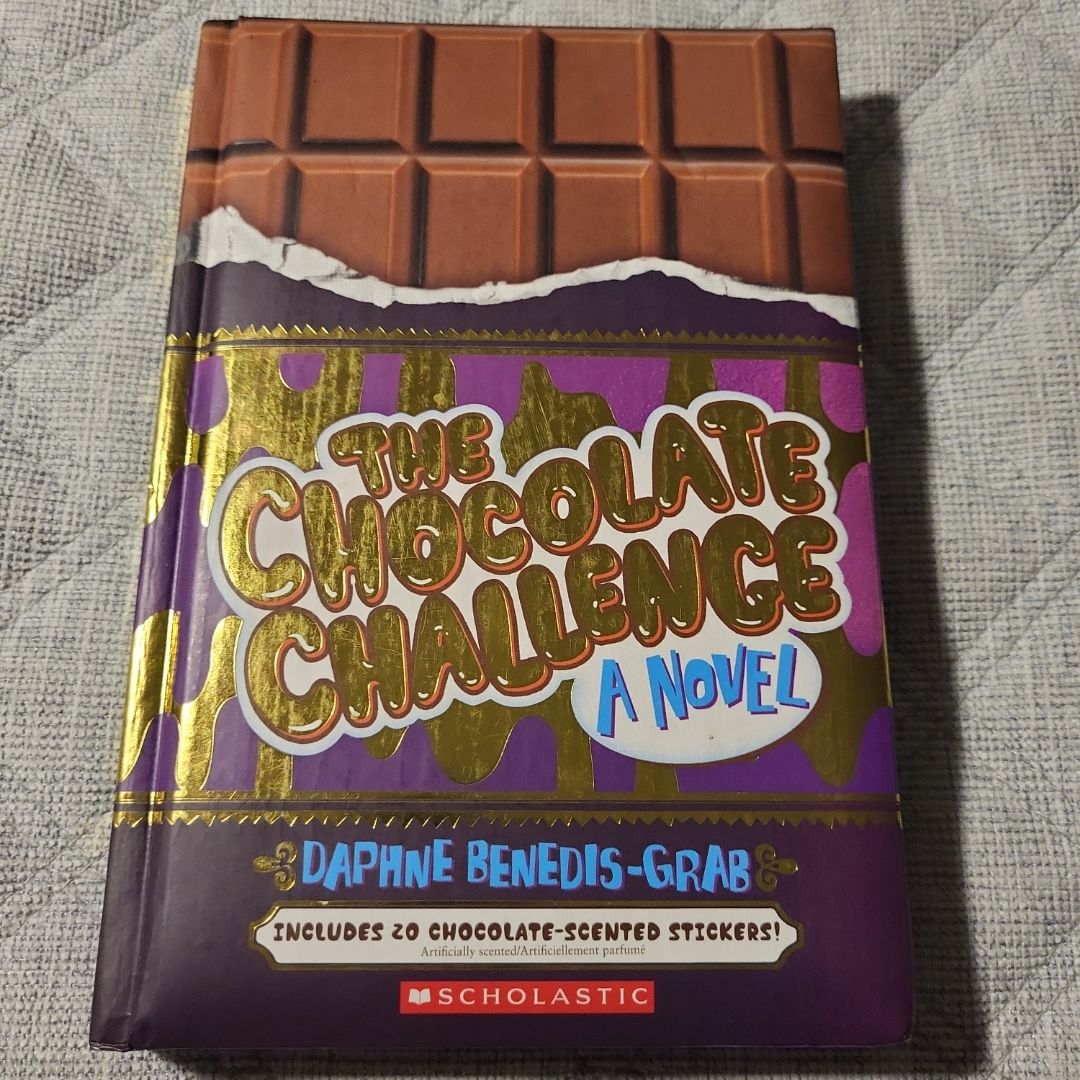 THE
CHOCOLATE
CHALLENGE
A NOVEL
DAPHNE BENEDIS-GRAB
INCLUDES 20 CHOCOLATE-SCENTED STICKERS!
Artificially scented/Artificiellement parfumé
SCHOLASTIC